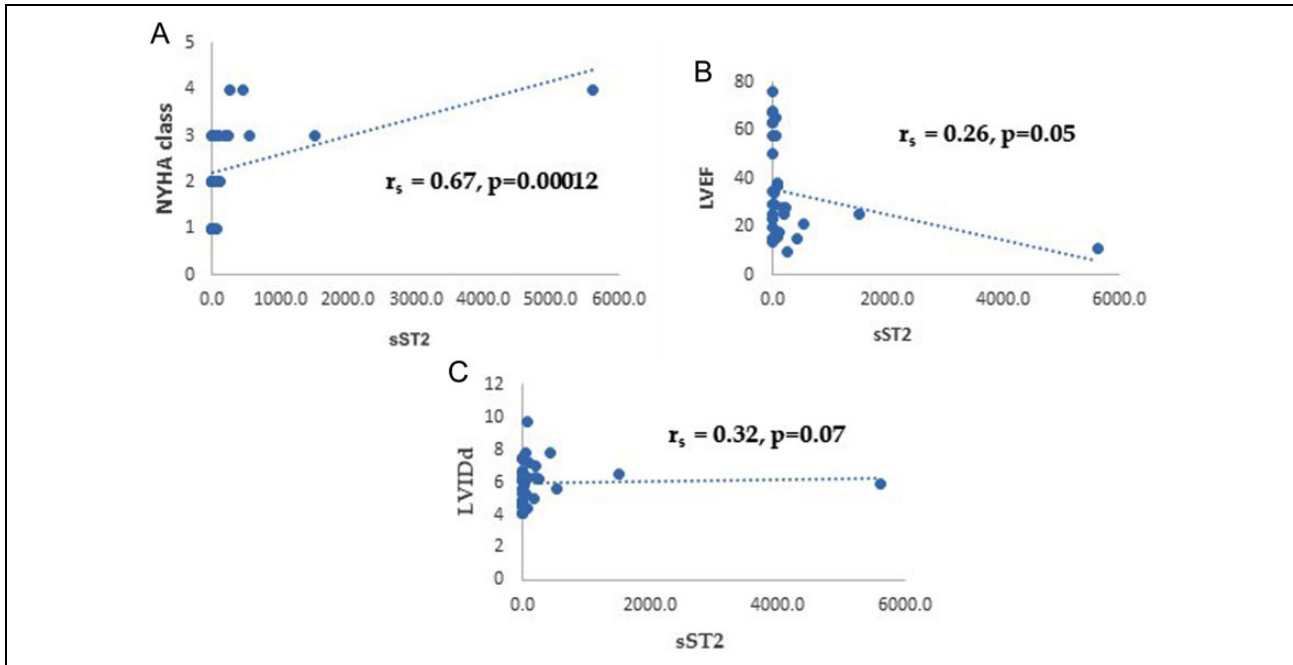 A
5
4
3
2
1
0
NYHA class
r_s = 0.67, p=0.00012
0.0 1000.0 2000.0 3000.0 4000.0 5000.0 6000.0
sST2
B
80
60
40
20
0
LVEF
r_s = 0.26, p=0.05
0.0 2000.0 4000.0 6000.0
sST2
C
12
10
8
6
4
2
0
LVIDd
r_s = 0.32, p=0.07
0.0 2000.0 4000.0 6000.0
sST2